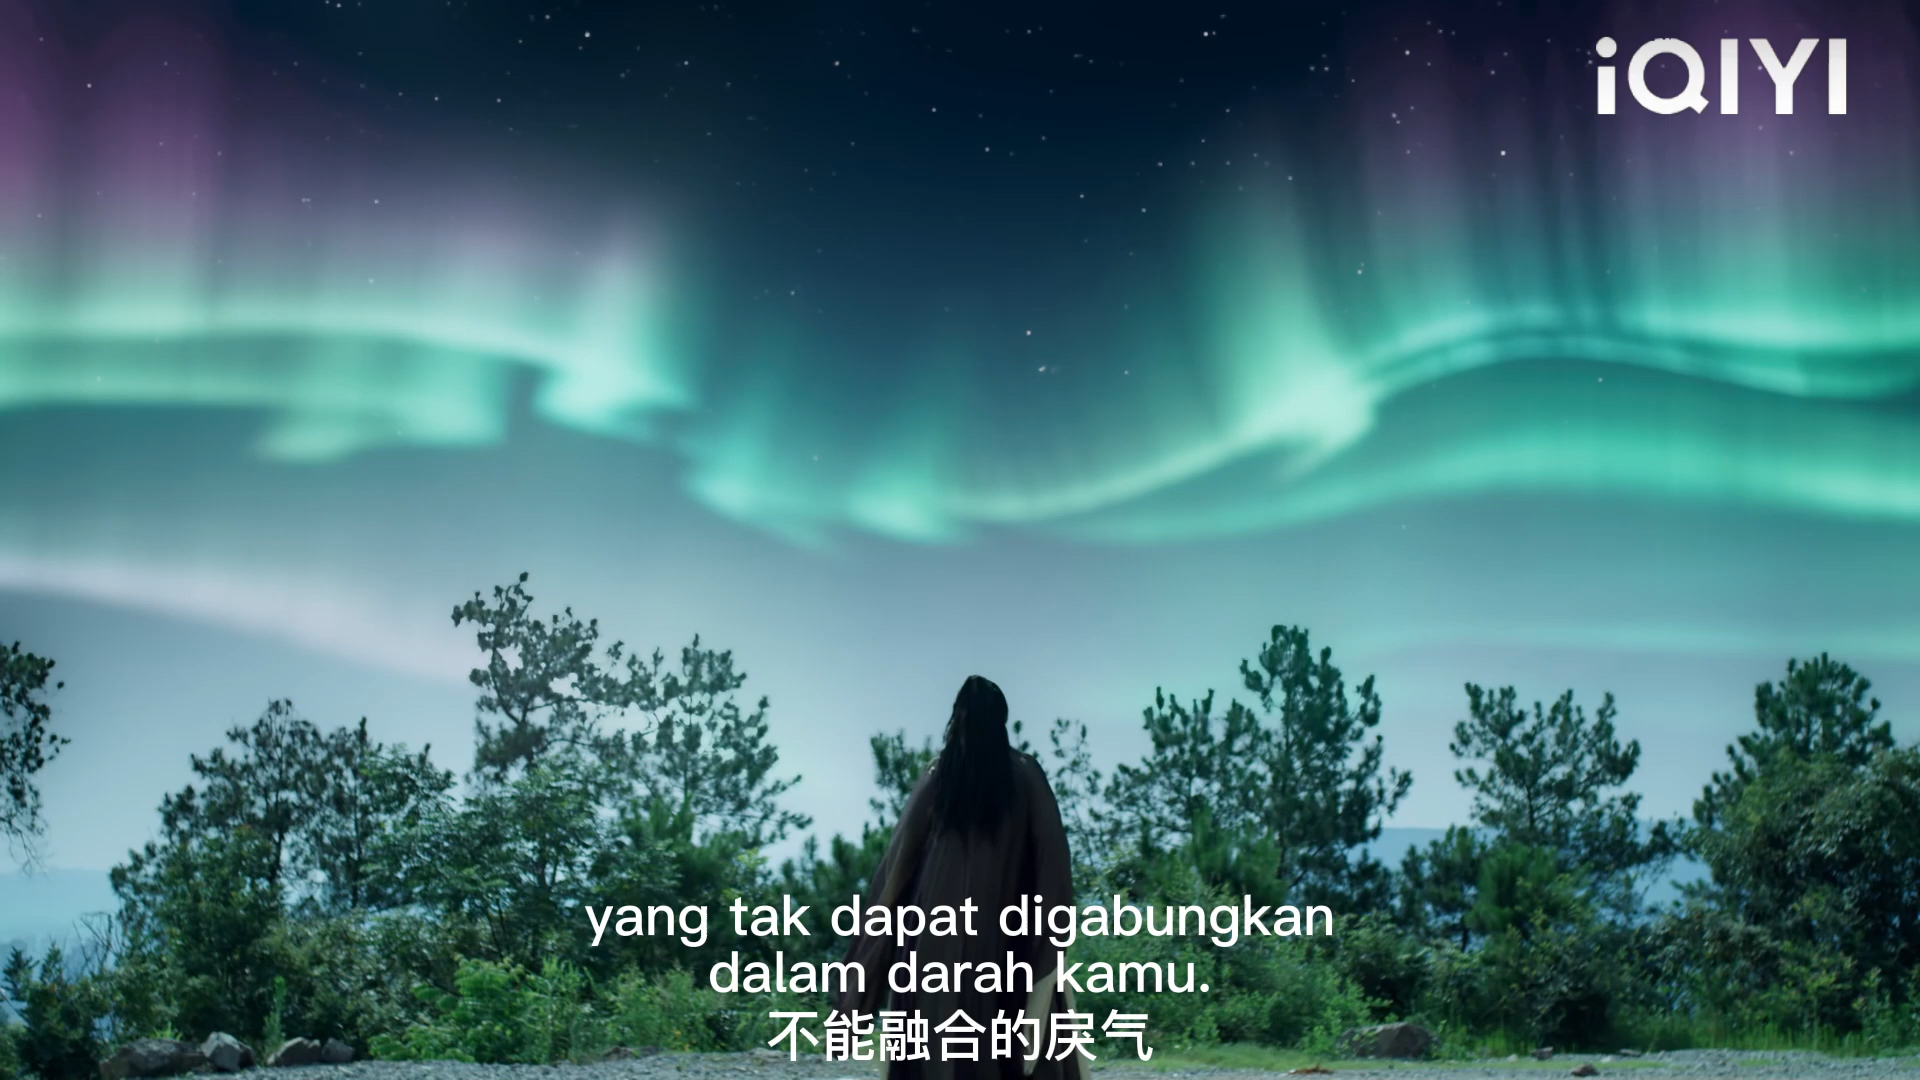 iQIYI
yang tak dapat digabungkan
dalam darah kamu.
不能融合的戾气